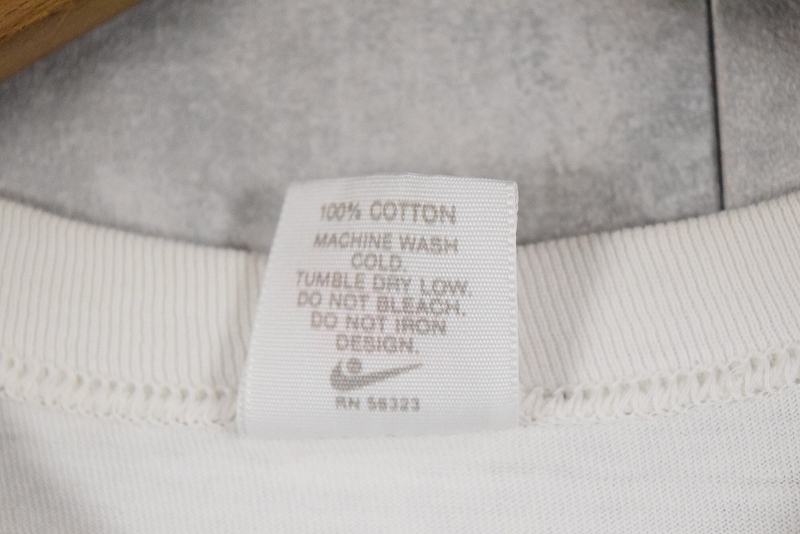 100% COTTON
MACHINE WASH
COLD.
TUMBLE DRY LOW.
DO NOT BLEACH.
DO NOT IRON
DESIGN.
RN 56323